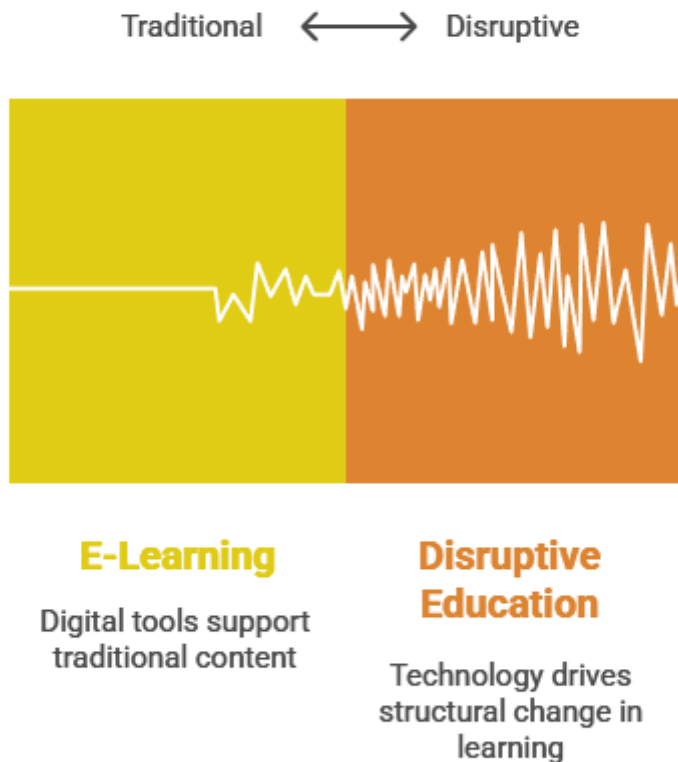 Traditional ⟷ Disruptive
E-Learning
Digital tools support
traditional content
Disruptive
Education
Technology drives
structural change in
learning